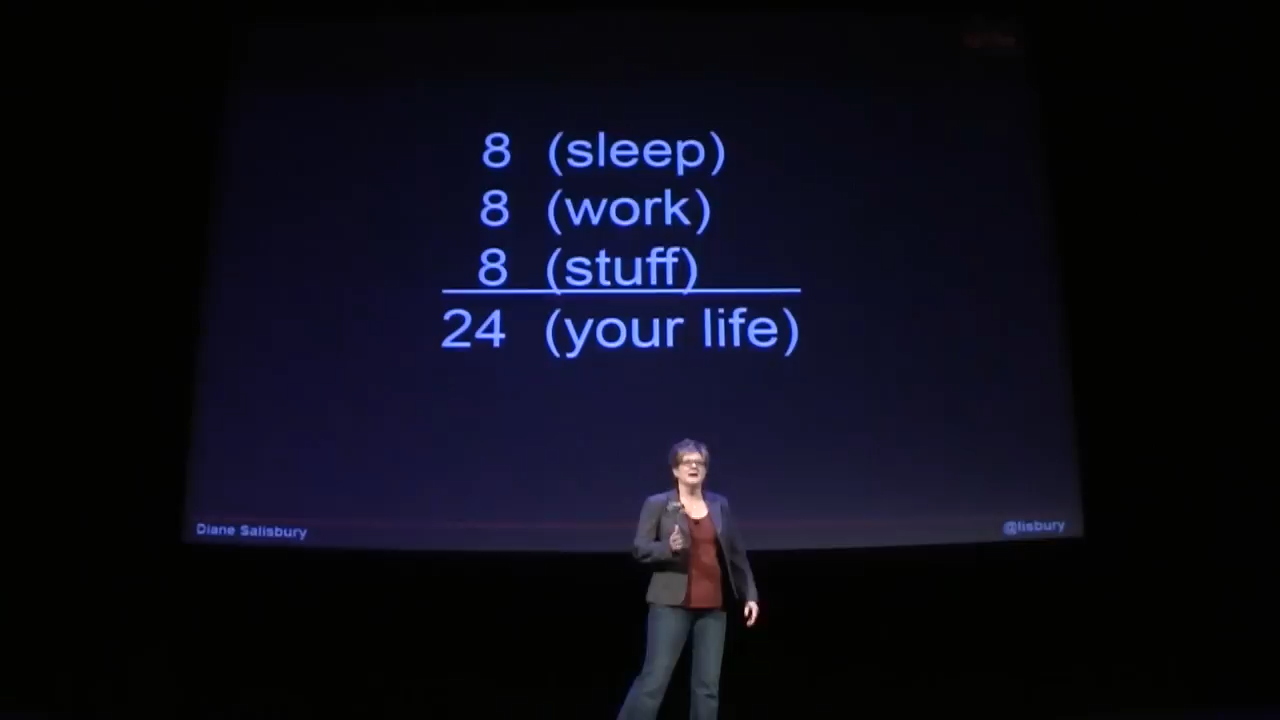 8 (sleep)
8 (work)
8 (stuff)
24 (your life)
Diane Salisbury
@lisbury